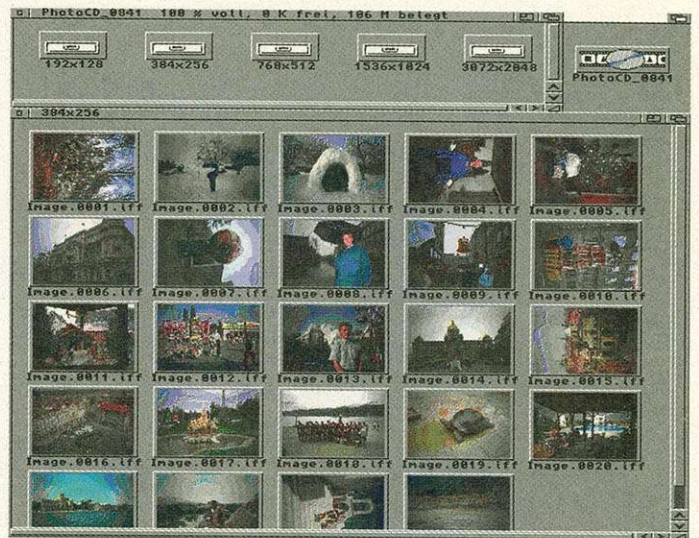 PhotoCD_0841 100 % voll, 0 K frei, 106 M belegt
192x128 384x256 768x512 1536x1024 3072x2048
PhotoCD_0841
384x256
Image.0001.iff Image.0002.iff Image.0003.iff Image.0004.iff Image.0005.iff
Image.0006.iff Image.0007.iff Image.0008.iff Image.0009.iff Image.0010.iff
Image.0011.iff Image.0012.iff Image.0013.iff Image.0014.iff Image.0015.iff
Image.0016.iff Image.0017.iff Image.0018.iff Image.0019.iff Image.0020.iff